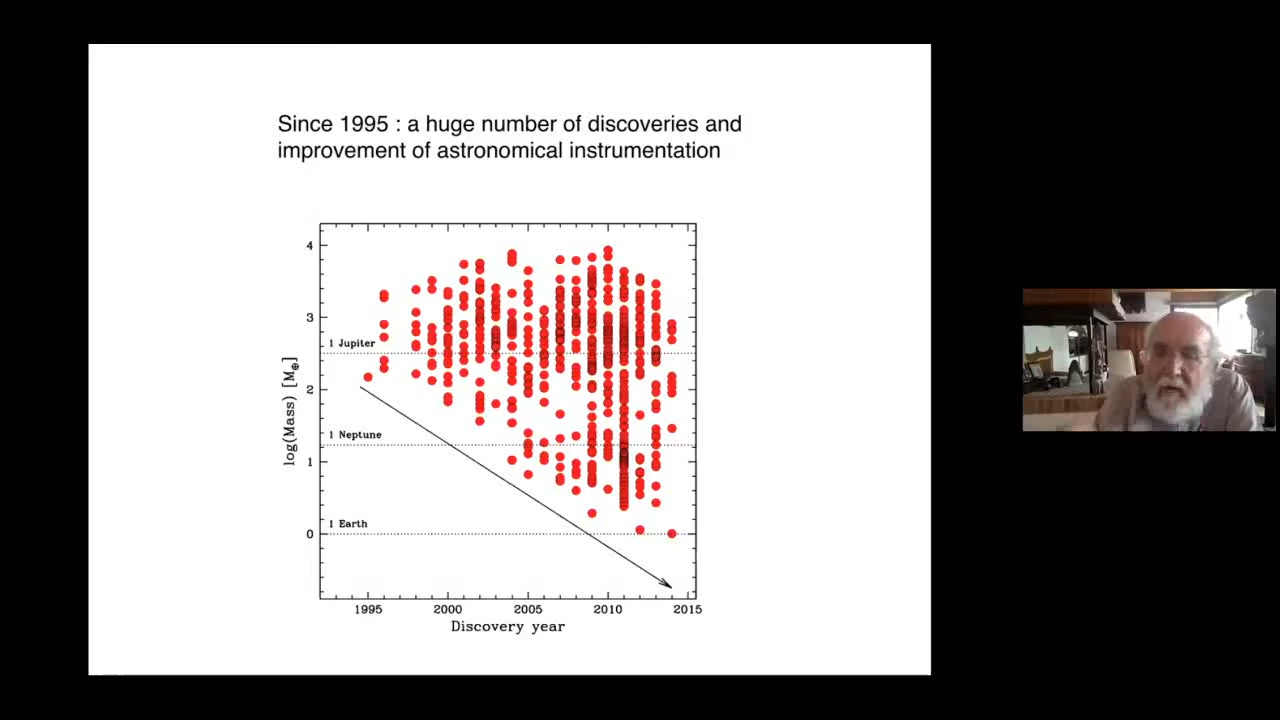 Since 1995 : a huge number of discoveries and
improvement of astronomical instrumentation
4
3
1 Jupiter
2
1 Neptune
1
1 Earth
0
log(Mass) [M⊕]
1995 2000 2005 2010 2015
Discovery year